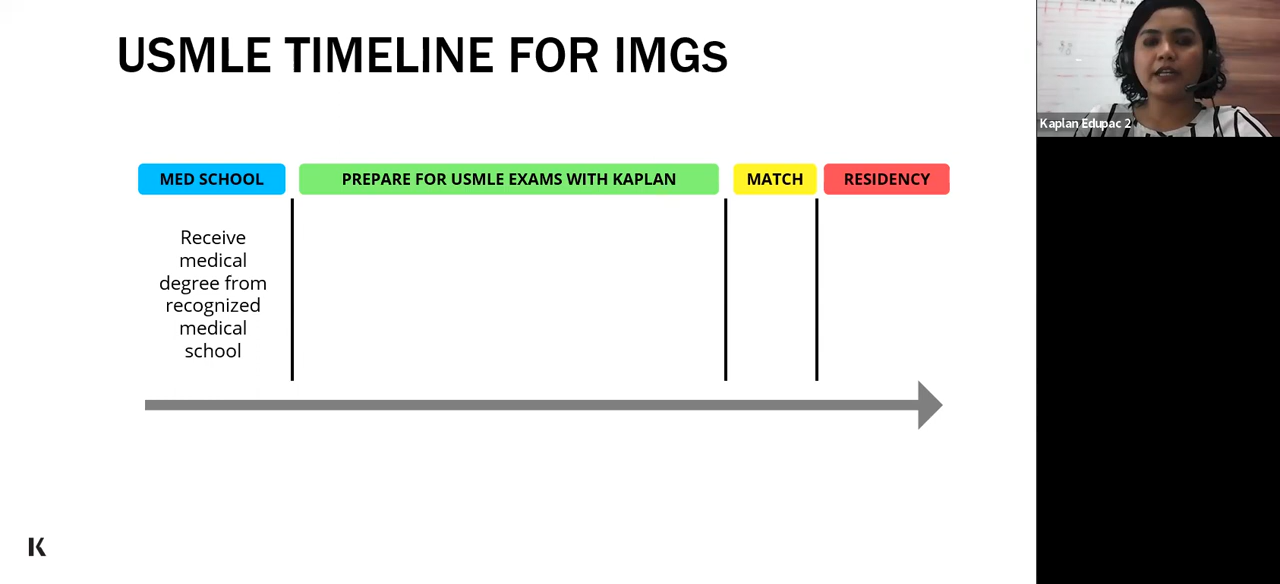 USMLE TIMELINE FOR IMGs
MED SCHOOL
PREPARE FOR USMLE EXAMS WITH KAPLAN
MATCH
RESIDENCY
Receive
medical
degree from
recognized
medical
school
K
Kaplan Edupac 2